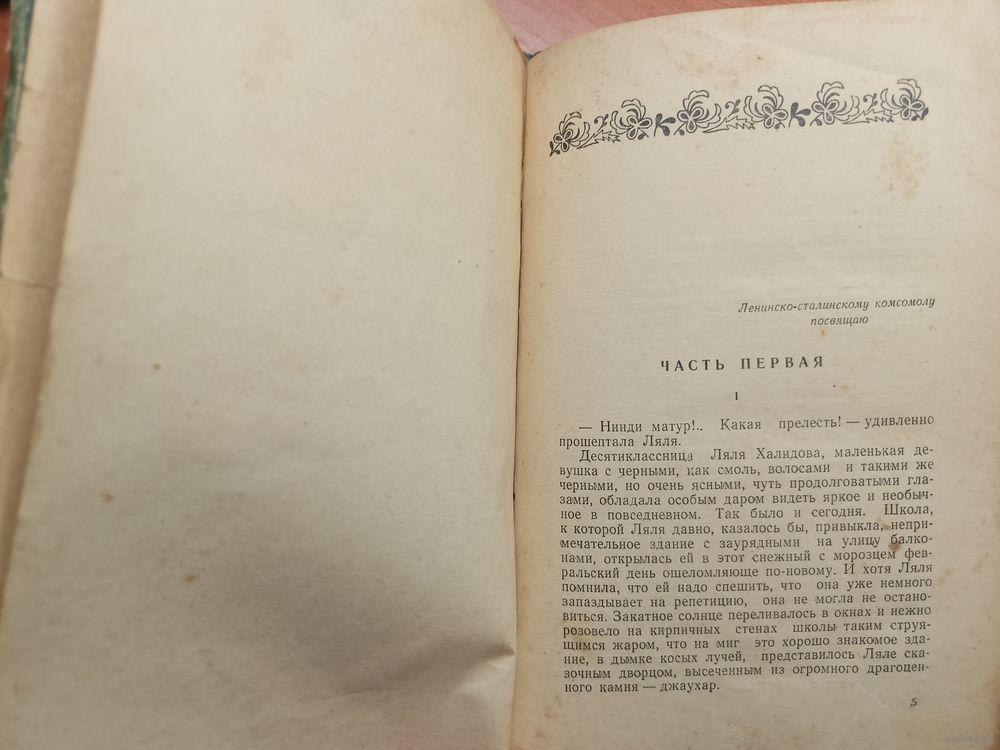 Ленинско-сталинскому комсомолу
посвящаю
ЧАСТЬ ПЕРВАЯ
I
— Нинди матур!.. Какая прелесть! — удивленно
прошептала Ляля.
Десятиклассница Ляля Халидова, маленькая де-
вушка с черными, как смоль, волосами и такими же
черными, но очень ясными, чуть продолговатыми гла-
зами, обладала особым даром видеть яркое и необыч-
ное в повседневном. Так было и сегодня. Школа,
к которой Ляля давно, казалось бы, привыкла, непри-
мечательное здание с заурядными на улицу балко-
нами, открылась ей в этот снежный с морозцем фев-
ральский день ошеломляюще по-новому. И хотя Ляля
помнила, что ей надо спешить, что она уже немного
запаздывает на репетицию, она не могла не остано-
виться. Закатное солнце переливалось в окнах и нежно
розовело на кирпичных стенах школы таким струя-
щимся жаром, что на миг это хорошо знакомое зда-
ние, в дымке косых лучей, представилось Ляле ска-
зочным дворцом, высеченным из огромного драгоцен-
ного камня — джаухар.
5